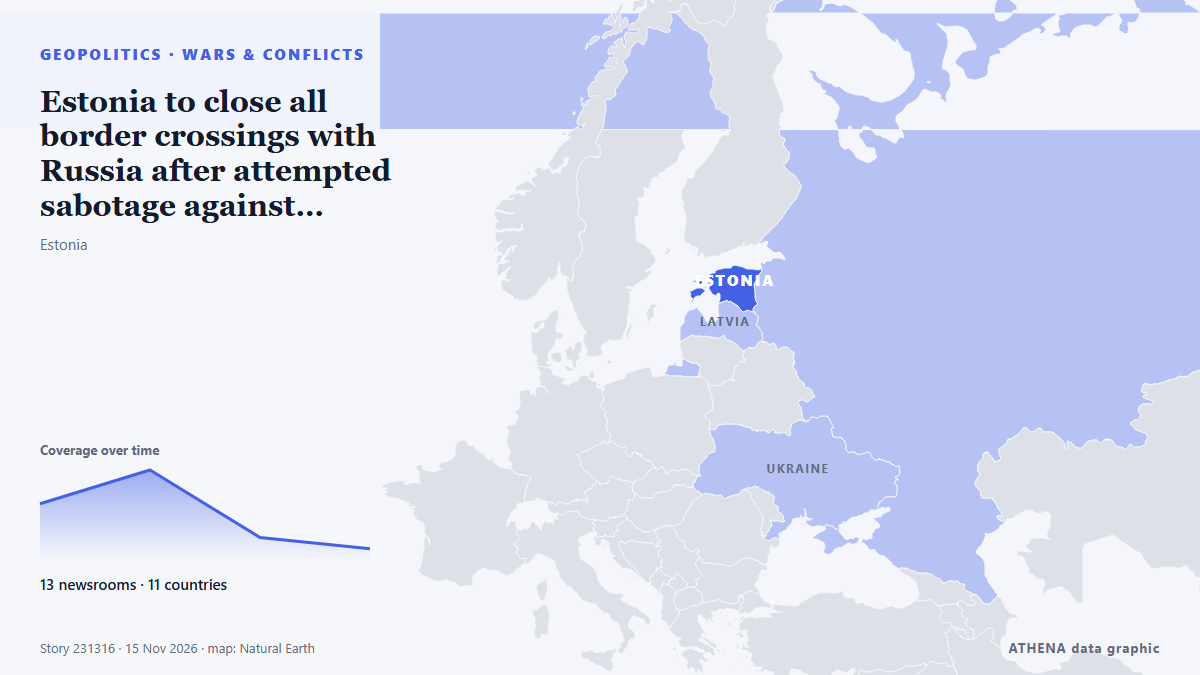 GEOPOLITICS · WARS & CONFLICTS
Estonia to close all
border crossings with
Russia after attempted
sabotage against...
Estonia
ESTONIA
LATVIA
UKRAINE
Coverage over time
13 newsrooms · 11 countries
Story 231316 · 15 Nov 2026 · map: Natural Earth
ATHENA data graphic